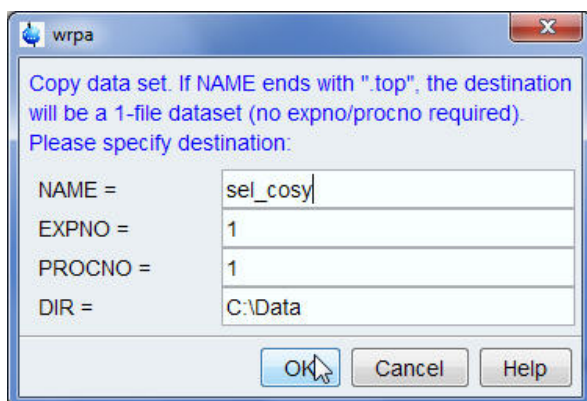 wrpa
Copy data set. If NAME ends with ".top", the destination
will be a 1-file dataset (no expno/procno required).
Please specify destination:
NAME = sel_cosy
EXPNO = 1
PROCNO = 1
DIR = C:\Data
OK Cancel Help